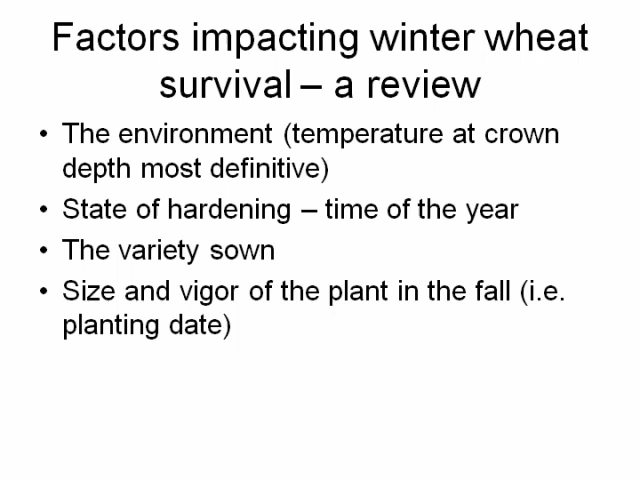 Factors impacting winter wheat
survival – a review
• The environment (temperature at crown
depth most definitive)
• State of hardening – time of the year
• The variety sown
• Size and vigor of the plant in the fall (i.e.
planting date)